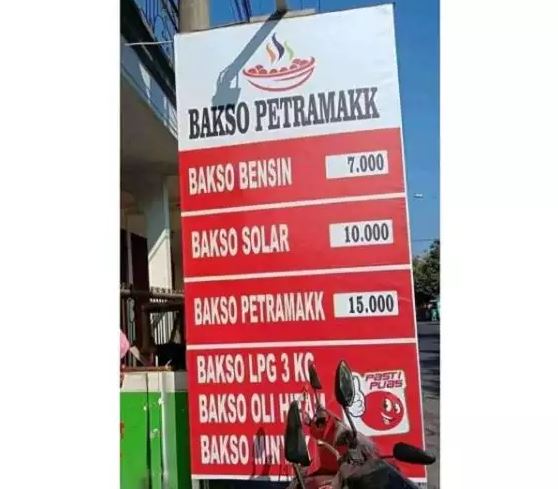 BAKSO PETRAMAKK
BAKSO BENSIN 7.000
BAKSO SOLAR 10.000
BAKSO PETRAMAKK 15.000
BAKSO LPG 3 KG
BAKSO OLI
BAKSO
PASTI
PUAS